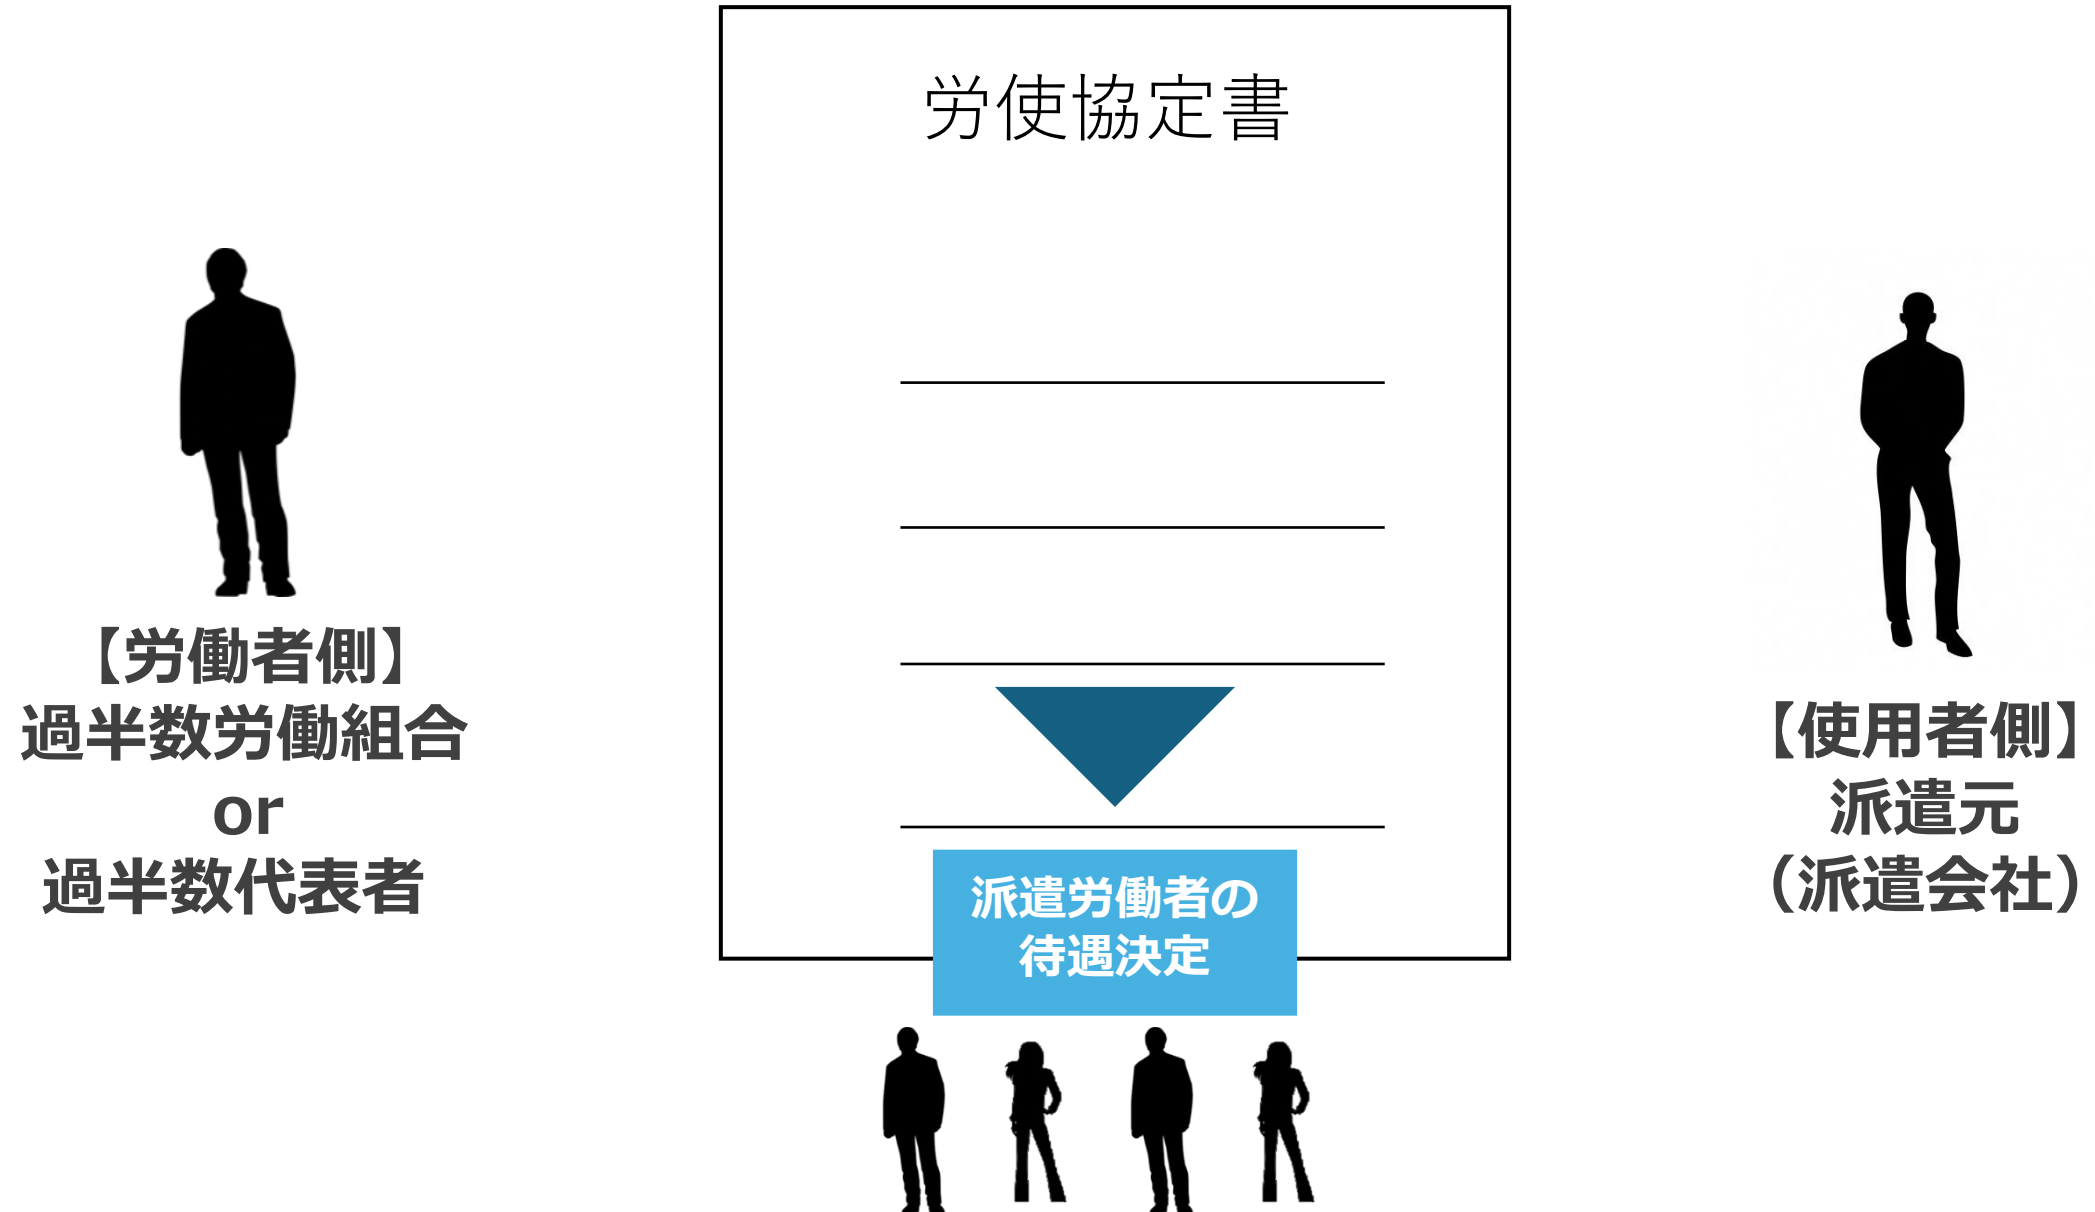 労使協定書
【労働者側】
過半数労働組合
or
過半数代表者
【使用者側】
派遣元
（派遣会社）
派遣労働者の
待遇決定